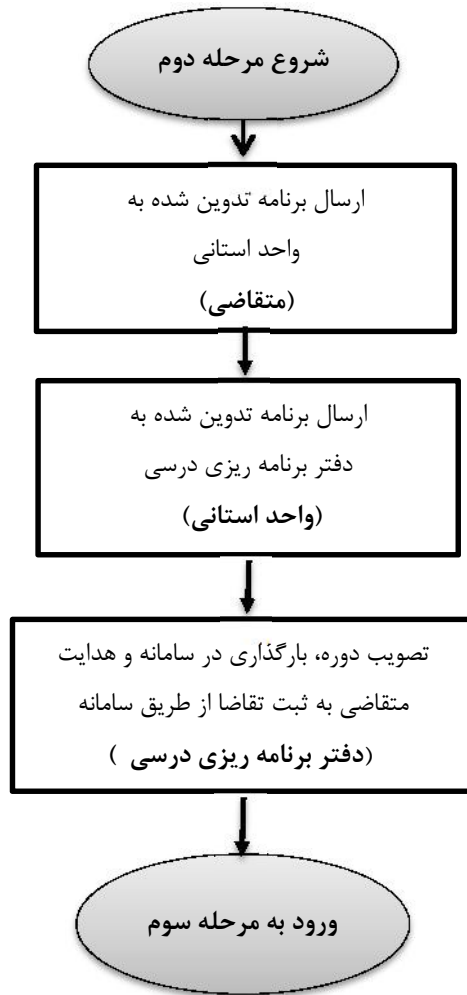 شروع مرحله دوم
ارسال برنامه تدوین شده به
واحد استانی
(متقاضی)
ارسال برنامه تدوین شده به
دفتر برنامه ریزی درسی
(واحد استانی)
تصویب دوره، بارگذاری در سامانه و هدایت
متقاضی به ثبت تقاضا از طریق سامانه
(دفتر برنامه ریزی درسی )
ورود به مرحله سوم